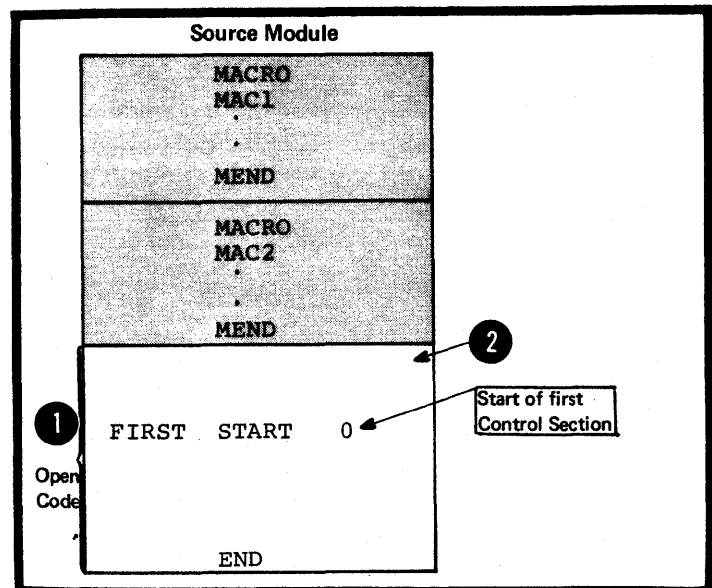 Source Module
MACRO
MAC1
.
.
MEND
MACRO
MAC2
.
.
MEND
2
1
FIRST START 0
Start of first
Control Section
Open
Code
END